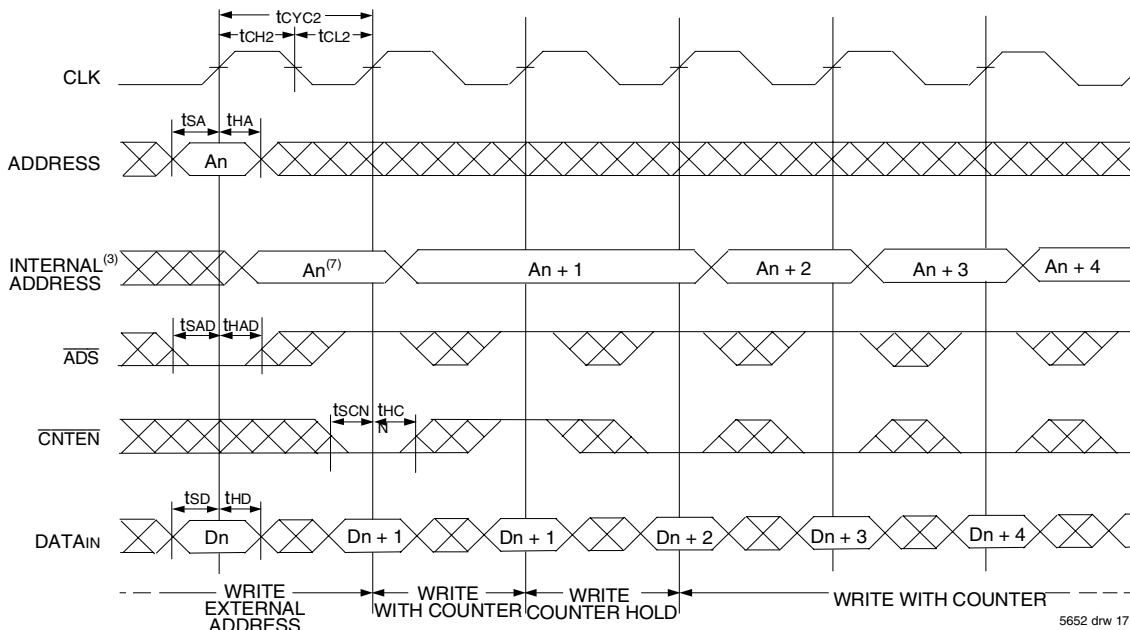 tCYC2
tCH2 tCL2
CLK
tSA tHA
ADDRESS An
INTERNAL(3)
ADDRESS
An(7) An + 1 An + 2 An + 3 An + 4
tSAD tHAD
ADS
tSCN tHC
N
CNTEN
tSD tHD
DATAIN Dn Dn + 1 Dn + 1 Dn + 2 Dn + 3 Dn + 4
WRITE
EXTERNAL
ADDRESS
WRITE
WITH COUNTER
WRITE
COUNTER HOLD
WRITE WITH COUNTER
5652 drw 17